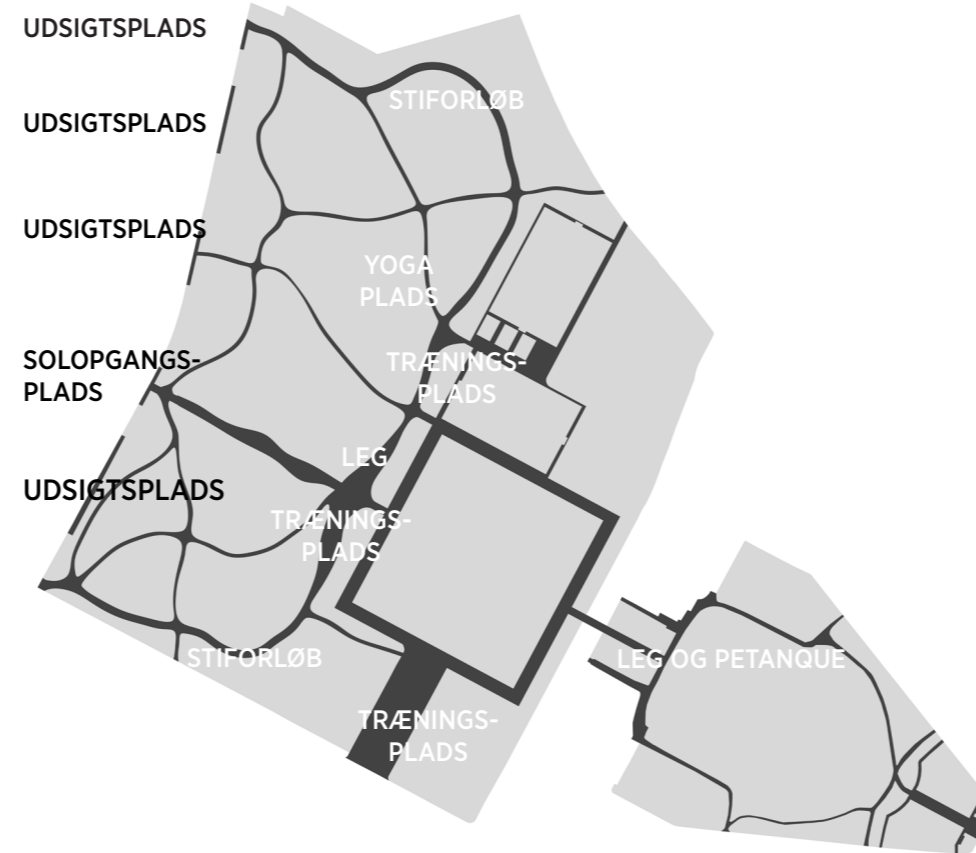 UDSIGTSPLADS
STIFORLØB
UDSIGTSPLADS
UDSIGTSPLADS
YOGA
PLADS
SOLOPGANGS-
PLADS
TRÆNINGS-
PLADS
LEG
UDSIGTSPLADS
TRÆNINGS-
PLADS
STIFORLØB
LEG OG PETANQUE
TRÆNINGS-
PLADS